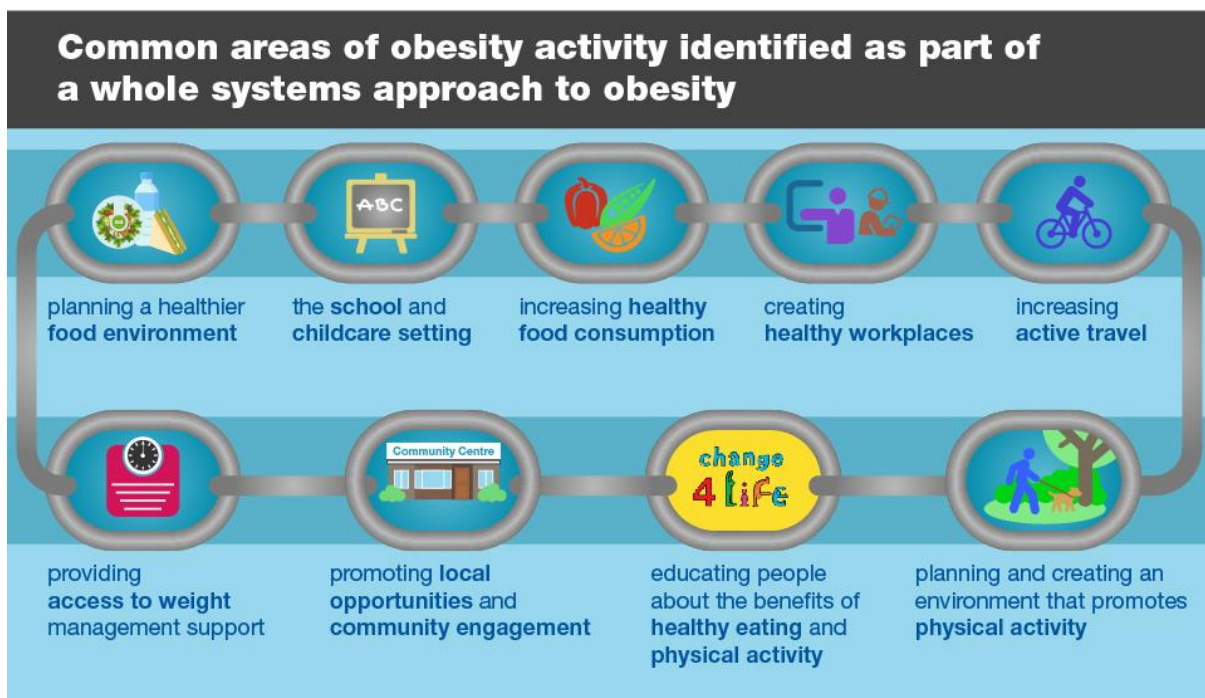 Common areas of obesity activity identified as part of
a whole systems approach to obesity
ABC
planning a healthier
food environment
the school and
childcare setting
increasing healthy
food consumption
creating
healthy workplaces
increasing
active travel
Community Centre
change
4 LiFE
providing
access to weight
management support
promoting local
opportunities and
community engagement
educating people
about the benefits of
healthy eating and
physical activity
planning and creating an
environment that promotes
physical activity